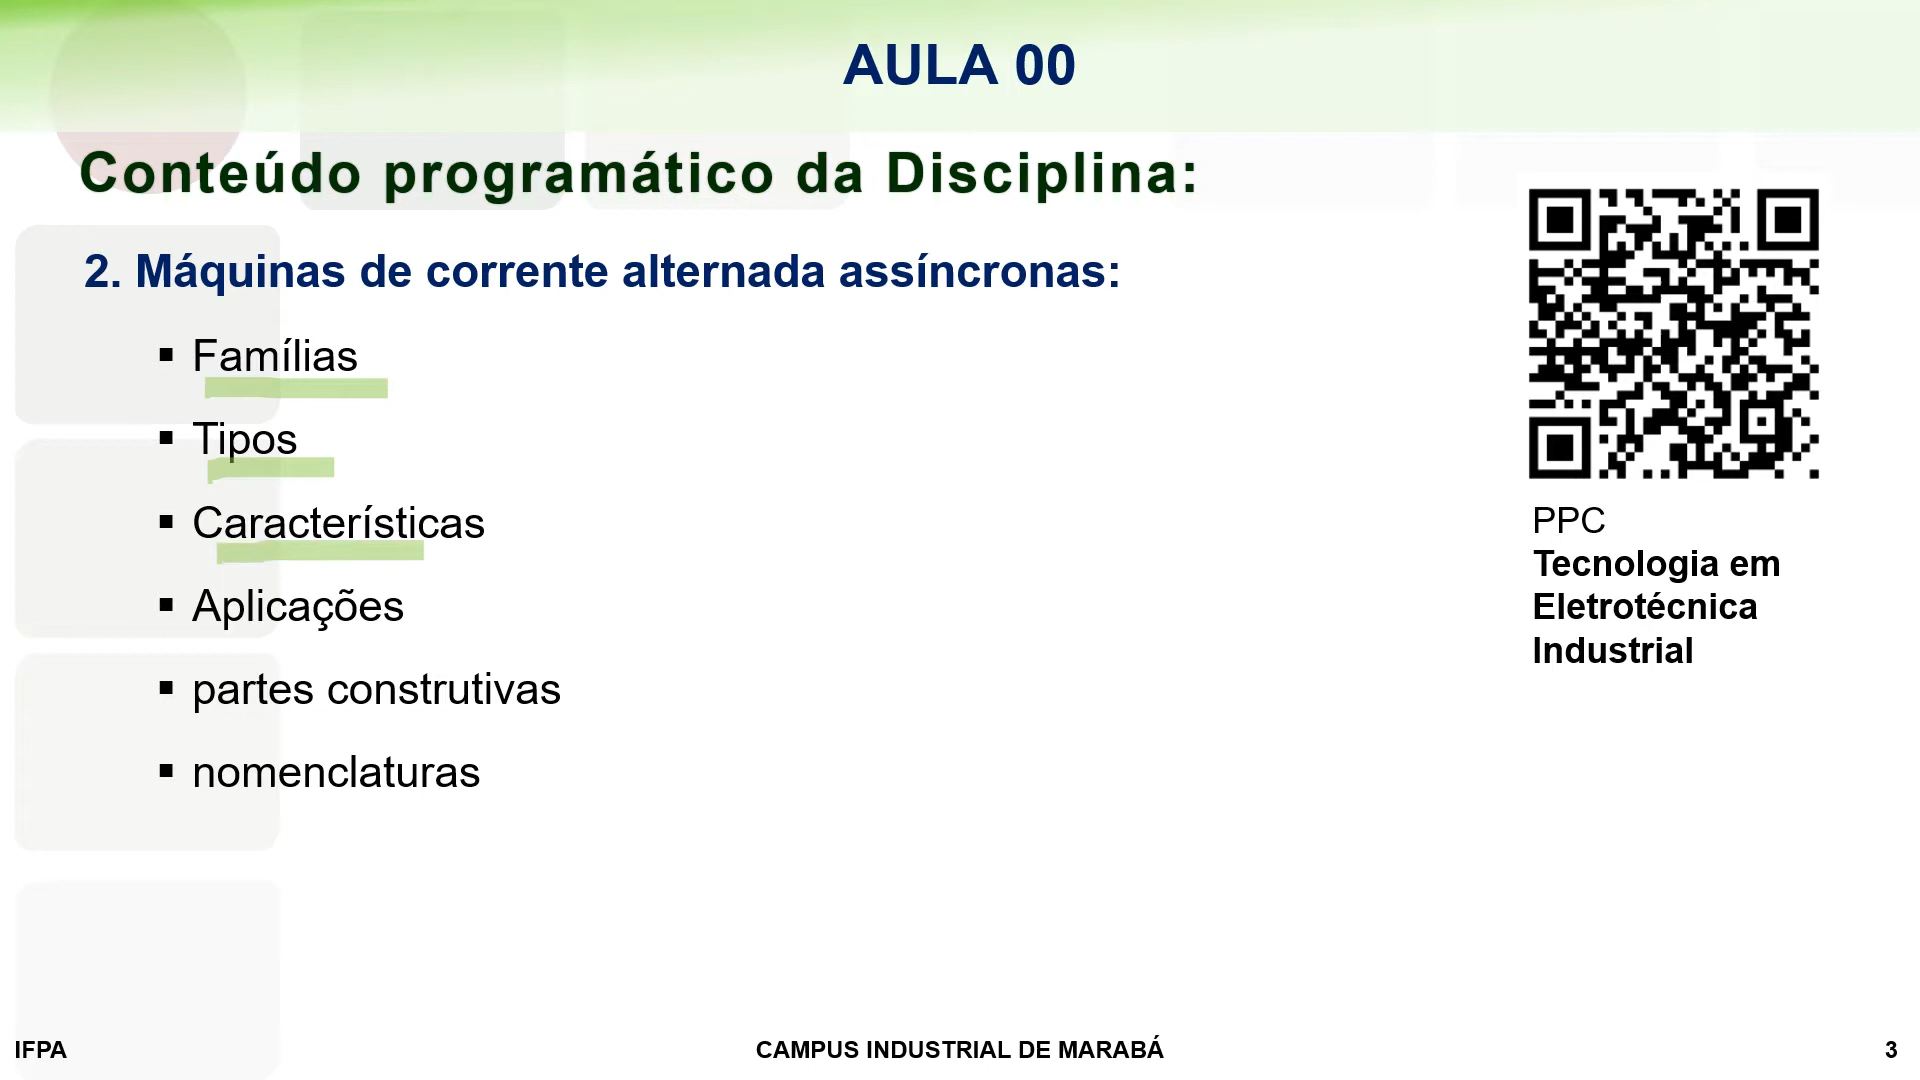 AULA 00
Conteúdo programático da Disciplina:
2. Máquinas de corrente alternada assíncronas:
▪ Famílias
▪ Tipos
▪ Características
▪ Aplicações
▪ partes construtivas
▪ nomenclaturas
PPC
Tecnologia em
Eletrotécnica
Industrial
IFPA
CAMPUS INDUSTRIAL DE MARABÁ
3